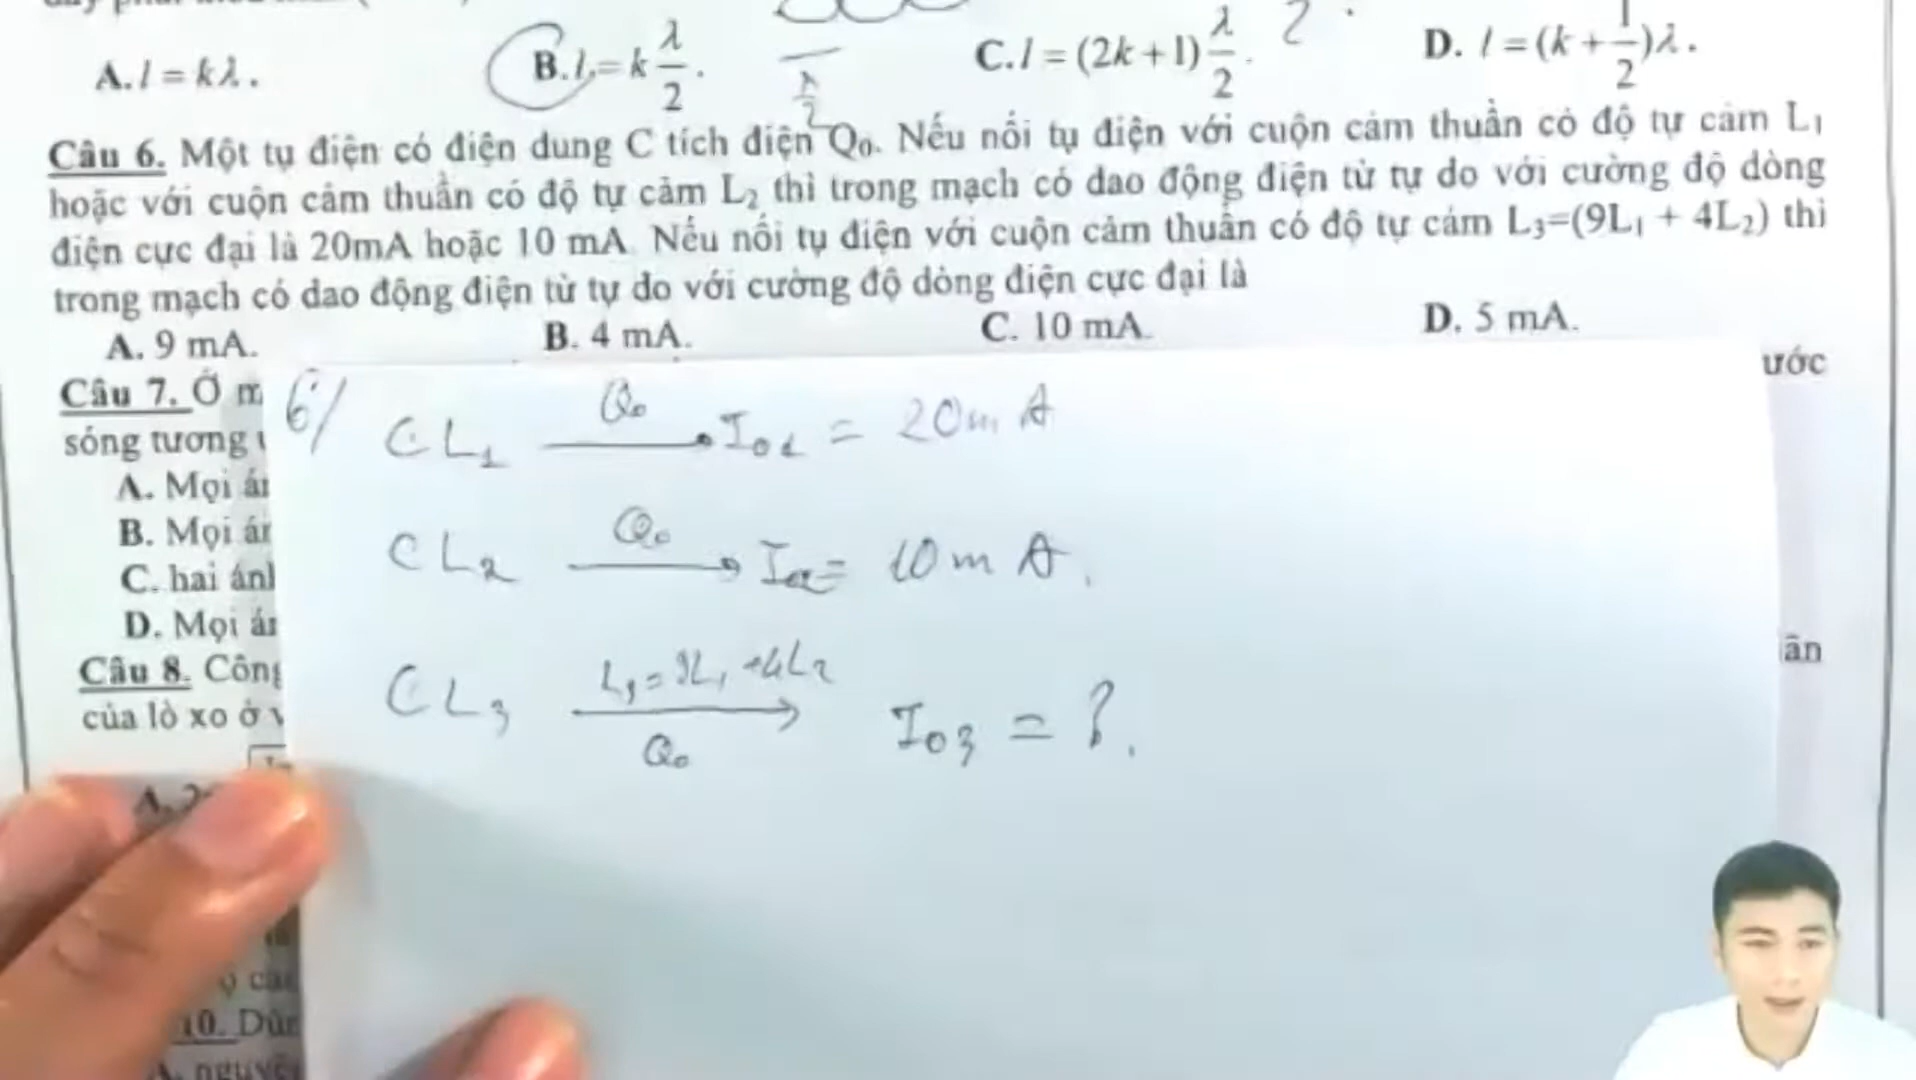 A. l = kλ.
B. l = k λ/2.
C. l = (2k + 1) λ/2.
D. l = (k + 1/2)λ.
λ/2
Câu 6. Một tụ điện có điện dung C tích điện Q₀. Nếu nối tụ điện với cuộn cảm thuần có độ tự cảm L₁
hoặc với cuộn cảm thuần có độ tự cảm L₂ thì trong mạch có dao động điện từ tự do với cường độ dòng
điện cực đại là 20mA hoặc 10 mA. Nếu nối tụ điện với cuộn cảm thuần có độ tự cảm L₃=(9L₁ + 4L₂) thì
trong mạch có dao động điện từ tự do với cường độ dòng điện cực đại là
A. 9 mA.
B. 4 mA.
C. 10 mA.
D. 5 mA.
Câu 7. Ở
ước
sóng tương
A. Mọi
B. Mọi
C. hai
D. Mọi
Câu 8.
ân
của lò xo ở
6/
CL₁ Q₀ → I₀₁ = 20mA
CL₂ Q₀ → I₀₂ = 10mA.
CL₃ L₃ = 9L₁ + 4L₂ → Q₀ I₀₃ = ?.
10.